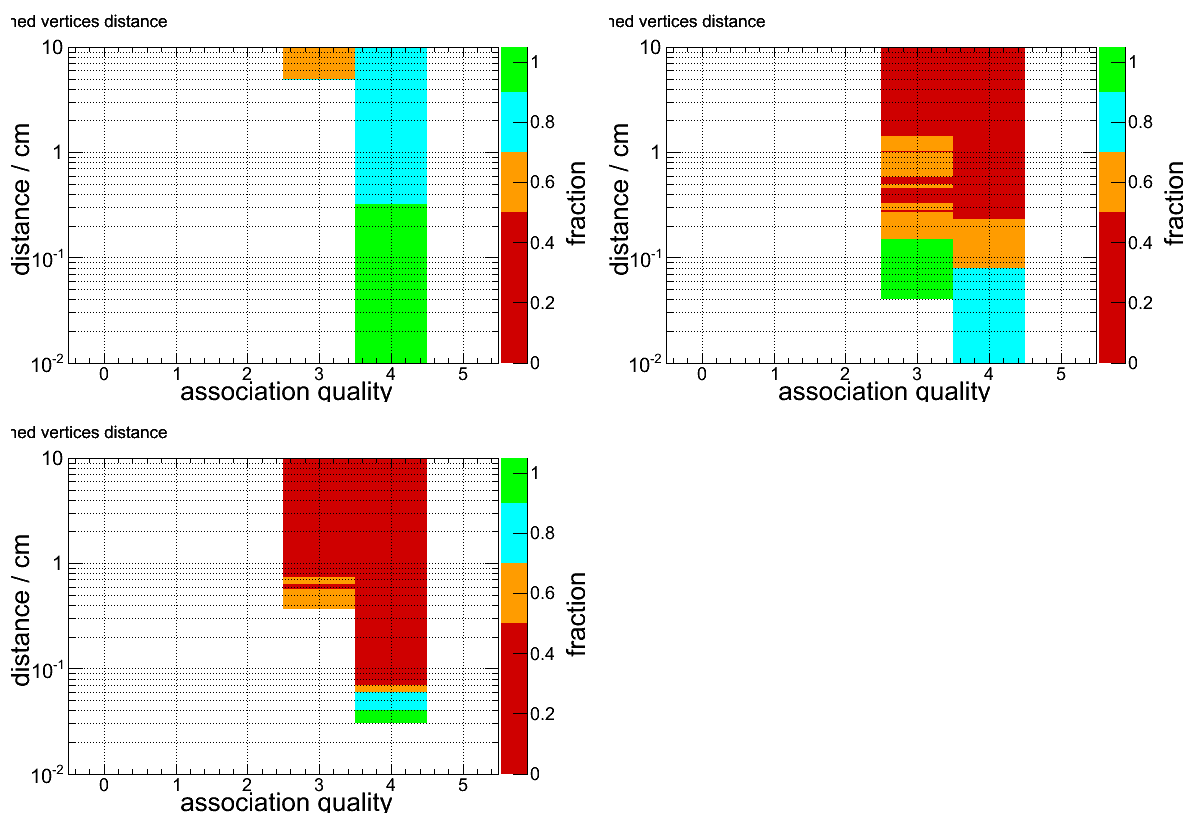 ned vertices distance
10
1
10-1
10-2
distance / cm
0 1 2 3 4 5
association quality
1
0.8
0.6
0.4
0.2
0
fraction
ned vertices distance
10
1
10-1
10-2
distance / cm
0 1 2 3 4 5
association quality
1
0.8
0.6
0.4
0.2
0
fraction
ned vertices distance
10
1
10-1
10-2
distance / cm
0 1 2 3 4 5
association quality
1
0.8
0.6
0.4
0.2
0
fraction